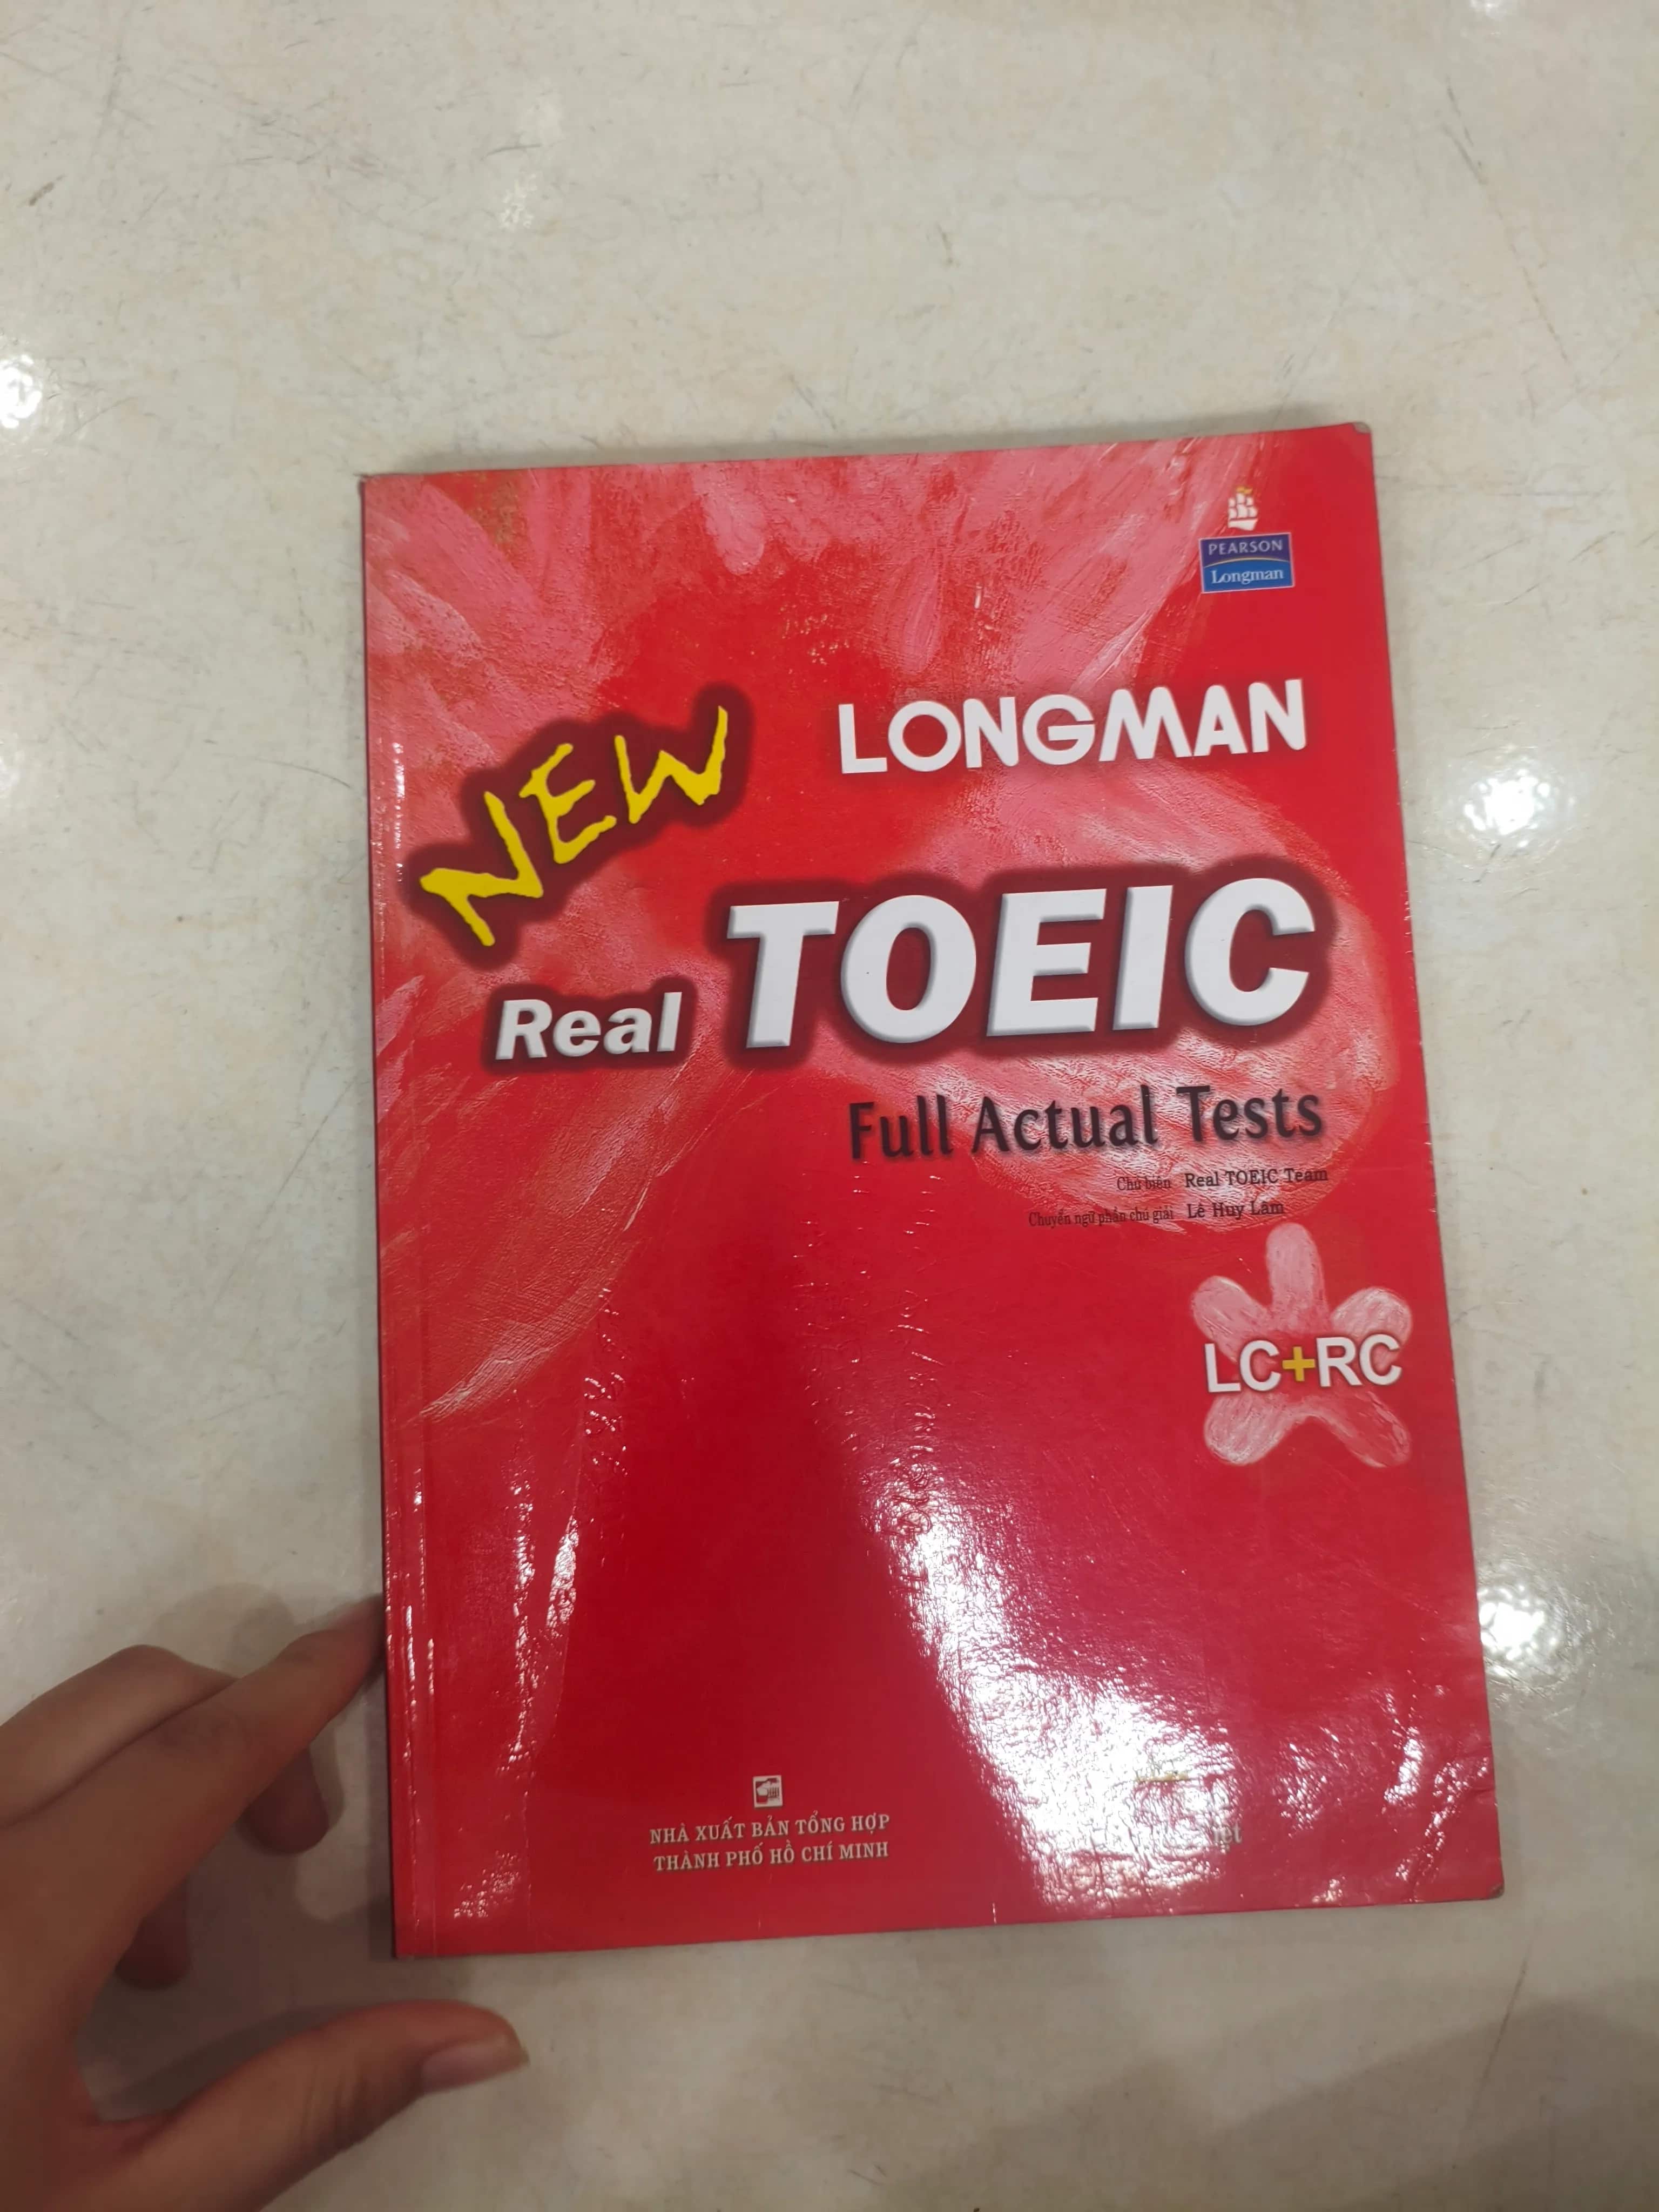 PEARSON
Longman
NEW
LONGMAN
Real TOEIC
Full Actual Tests
Chủ biên Real TOEIC Team
Chuyển ngữ phần chú giải Lê Huy Lâm
LC+RC
NHÀ XUẤT BẢN TỔNG HỢP
THÀNH PHỐ HỒ CHÍ MINH